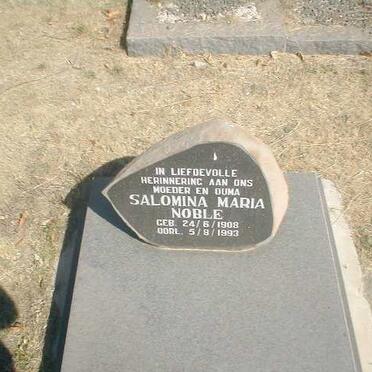 IN LIEFDEVOLLE
HERINNERING AAN ONS
MOEDER EN OUMA
SALOMINA MARIA
NOBLE
GEB. 24/6/1908
OORL. 5/8/1993